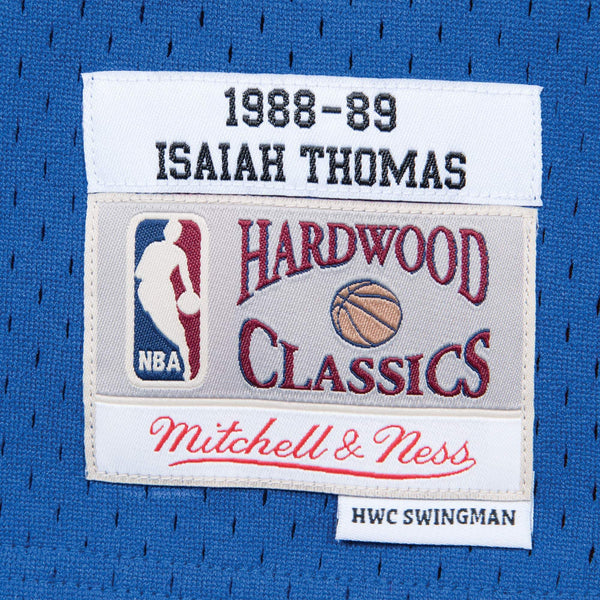 1988-89
ISAIAH THOMAS
HARDWOOD
CLASSICS
NBA
Mitchell & Ness
HWC SWINGMAN